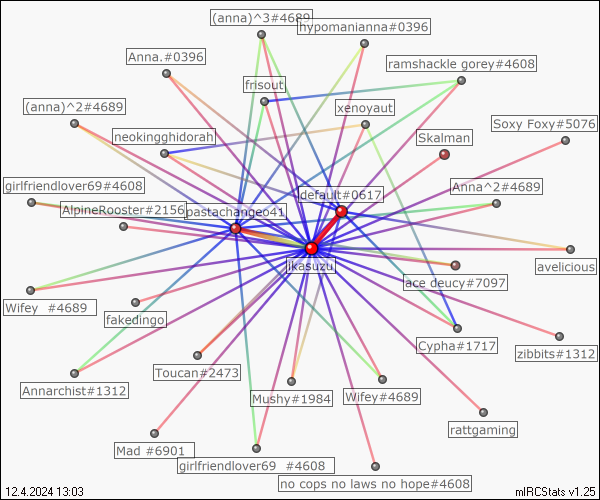 (anna)^3#4689
hypomanianna#0396
Anna.#0396
ramshackle gorey#4608
frisout
(anna)^2#4689
xenoyaut
Soxy Foxy#5076
neokingghidorah
Skalman
girlfriendlover69#4608
default#0617
Anna^2#4689
AlpineRooster#2156
pastachangeo41
ikasuzu
avelicious
ace deucy#7097
Wifey #4689
fakedingo
Cypha#1717
zibbits#1312
Toucan#2473
Annarchist#1312
Mushy#1984
Wifey#4689
rattgaming
Mad #6901
girlfriendlover69 #4608
no cops no laws no hope#4608
12.4.2024 13:03
mIRCStats v1.25